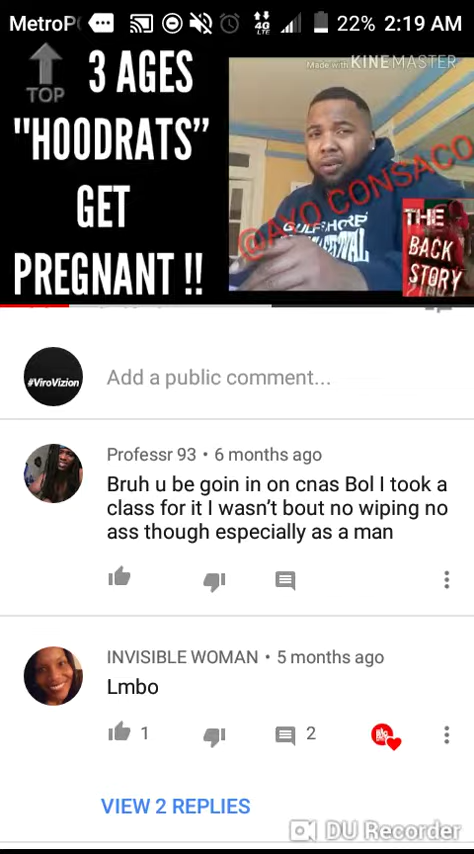 MetroP
4G
LTE
22% 2:19 AM
TOP
3 AGES
"HOODRATS”
GET
PREGNANT !!
Made with KINEMASTER
@AYO CONSACO
THE
BACK
STORY
#ViroVizion
Add a public comment...
Professr 93 • 6 months ago
Bruh u be goin in on cnas Bol I took a
class for it I wasn’t bout no wiping no
ass though especially as a man
INVISIBLE WOMAN • 5 months ago
Lmbo
1
2
VIEW 2 REPLIES
DU Recorder